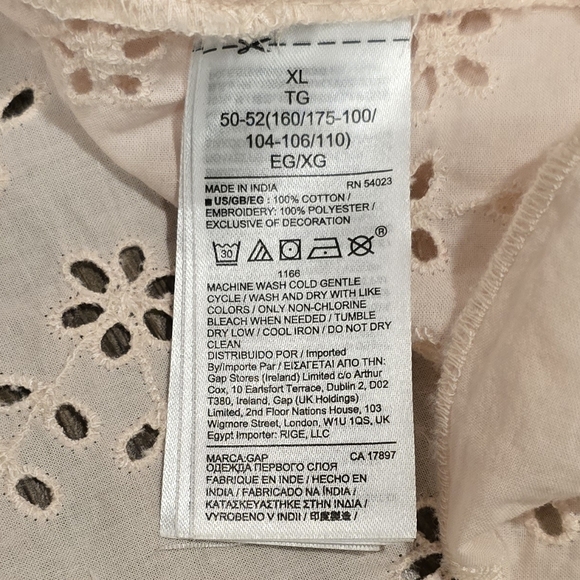 XL
TG
50-52(160/175-100/
104-106/110)
EG/XG
MADE IN INDIA RN 54023
■ US/GB/EG : 100% COTTON /
EMBROIDERY: 100% POLYESTER /
EXCLUSIVE OF DECORATION
30 ®
1166
MACHINE WASH COLD GENTLE
CYCLE / WASH AND DRY WITH LIKE
COLORS / ONLY NON-CHLORINE
BLEACH WHEN NEEDED / TUMBLE
DRY LOW / COOL IRON / DO NOT DRY
CLEAN
DISTRIBUIDO POR / Imported
By/Importe Par / ΕΙΣΑΓΕΤΑΙ ΑΠΟ ΤΗΝ:
Gap Stores (Ireland) Limited c/o Arthur
Cox, 10 Earlsfort Terrace, Dublin 2, D02
T380, Ireland, Gap (UK Holdings)
Limited, 2nd Floor Nations House, 103
Wigmore Street, London, W1U 1QS, UK
Egypt Importer: RIGE, LLC
MARCA:GAP CA 17897
ОДЕЖДА ПЕРВОГО СЛОЯ
FABRIQUE EN INDE / HECHO EN
INDIA / FABRICADO NA ÍNDIA /
ΚΑΤΑΣΚΕΥΑΣΤΗΚΕ ΣΤΗΝ ΙΝΔΙΑ /
VYROBENO V INDII / 印度製造 /